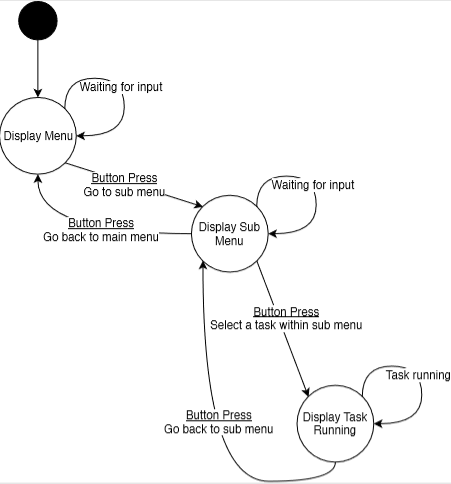 Waiting for input
Display Menu
Button Press
Go to sub menu
Waiting for input
Button Press
Go back to main menu
Display Sub
Menu
Button Press
Select a task within sub menu
Task running
Display Task
Running
Button Press
Go back to sub menu